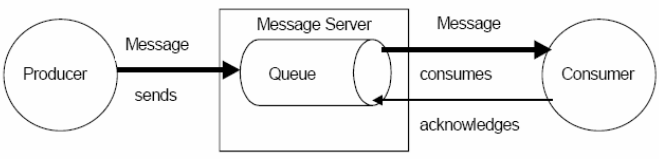 Message Server
Message
Message
Producer
Queue
consumes
Consumer
sends
acknowledges